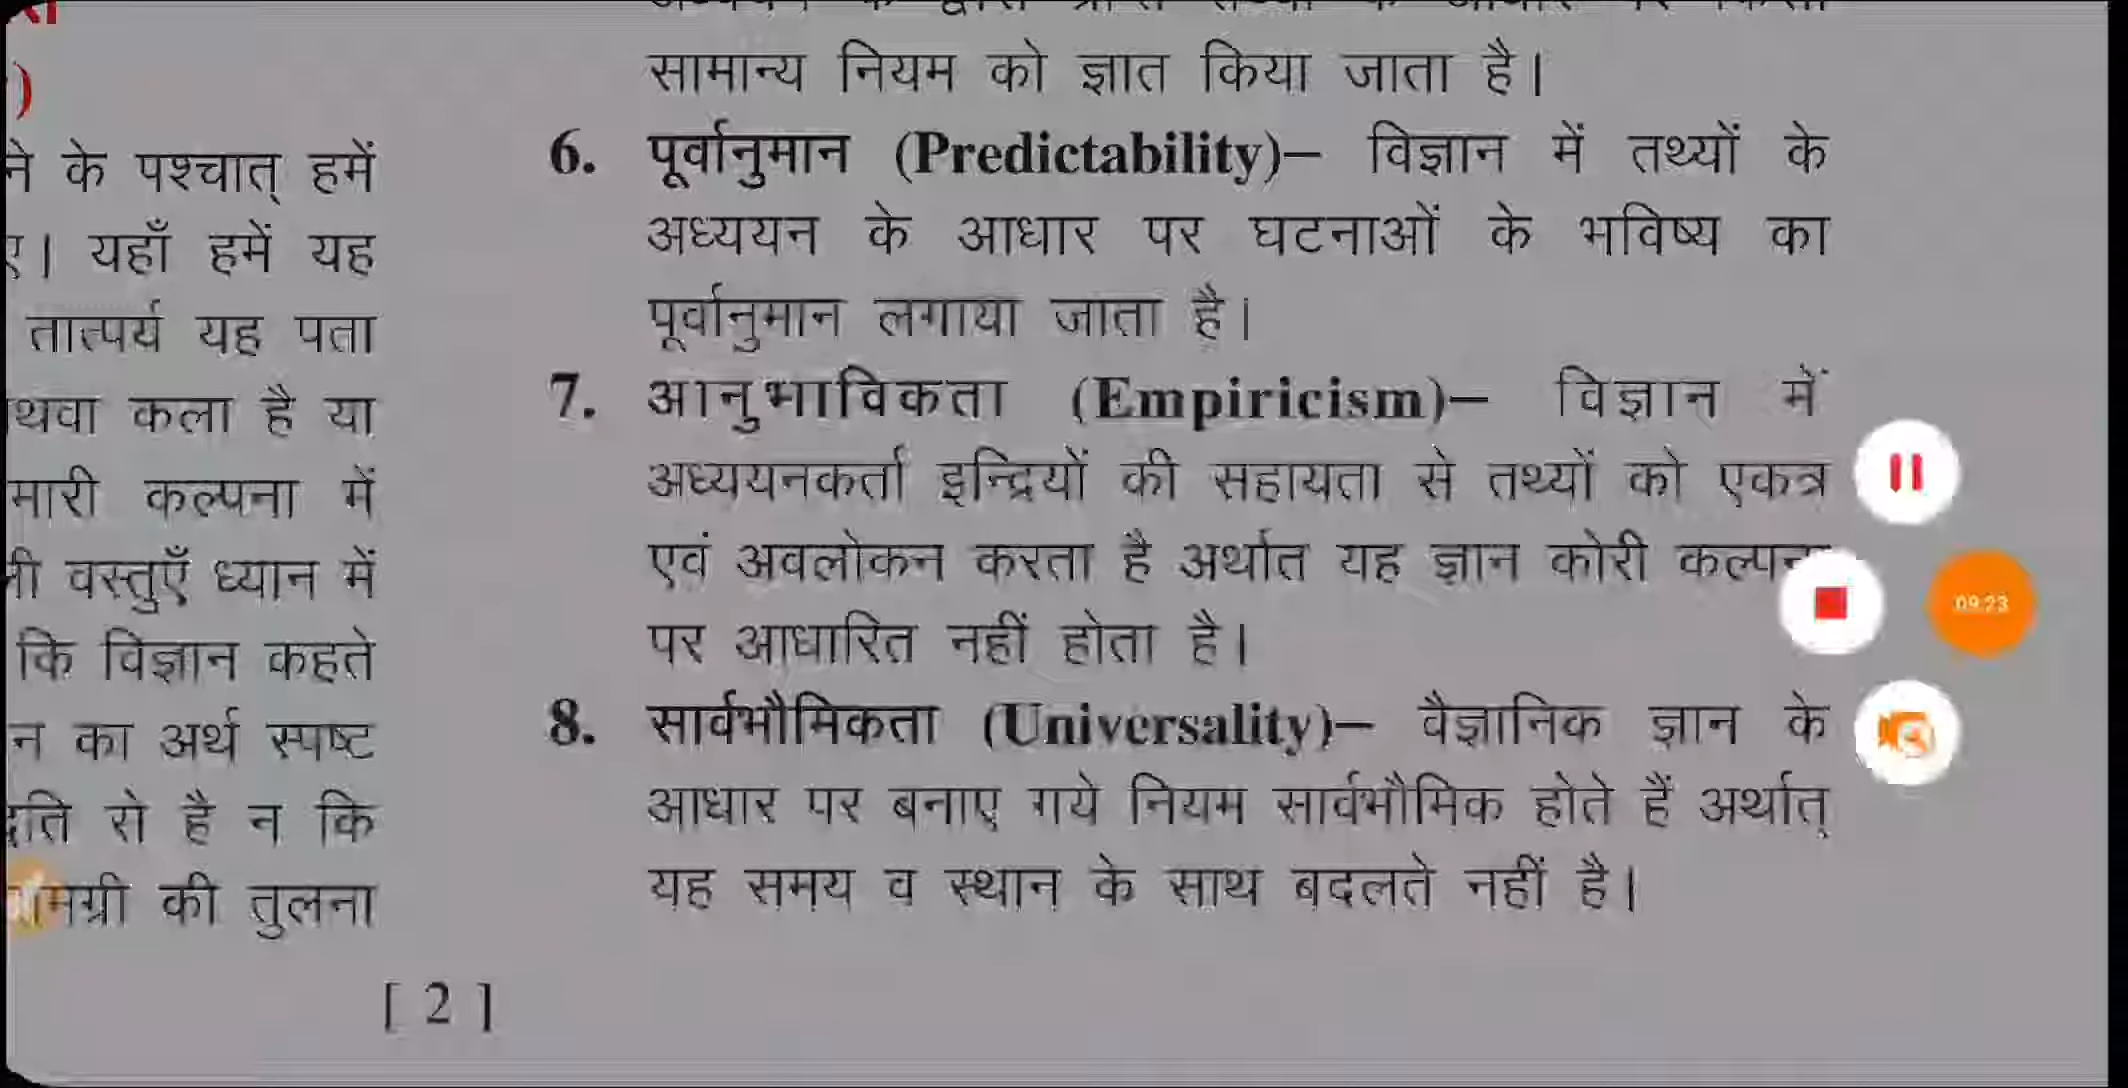 )
ने के पश्चात् हमें
। यहाँ हमें यह
तात्पर्य यह पता
थवा कला है या
मारी कल्पना में
वस्तुएँ ध्यान में
कि विज्ञान कहते
न का अर्थ स्पष्ट
है न कि
की तुलना
सामान्य नियम को ज्ञात किया जाता है।
6. पूर्वानुमान (Predictability)– विज्ञान में तथ्यों के
अध्ययन के आधार पर घटनाओं के भविष्य का
पूर्वानुमान लगाया जाता है।
7. आनुभाविकता (Empiricism)– विज्ञान में
अध्ययनकर्ता इन्द्रियों की सहायता से तथ्यों को एकत्र
एवं अवलोकन करता है अर्थात यह ज्ञान कोरी
पर आधारित नहीं होता है।
8. सार्वभौमिकता (Universality)– वैज्ञानिक ज्ञान के
आधार पर बनाए गये नियम सार्वभौमिक होते हैं अर्थात्
यह समय व स्थान के साथ बदलते नहीं है।
09:23
[ 2 ]